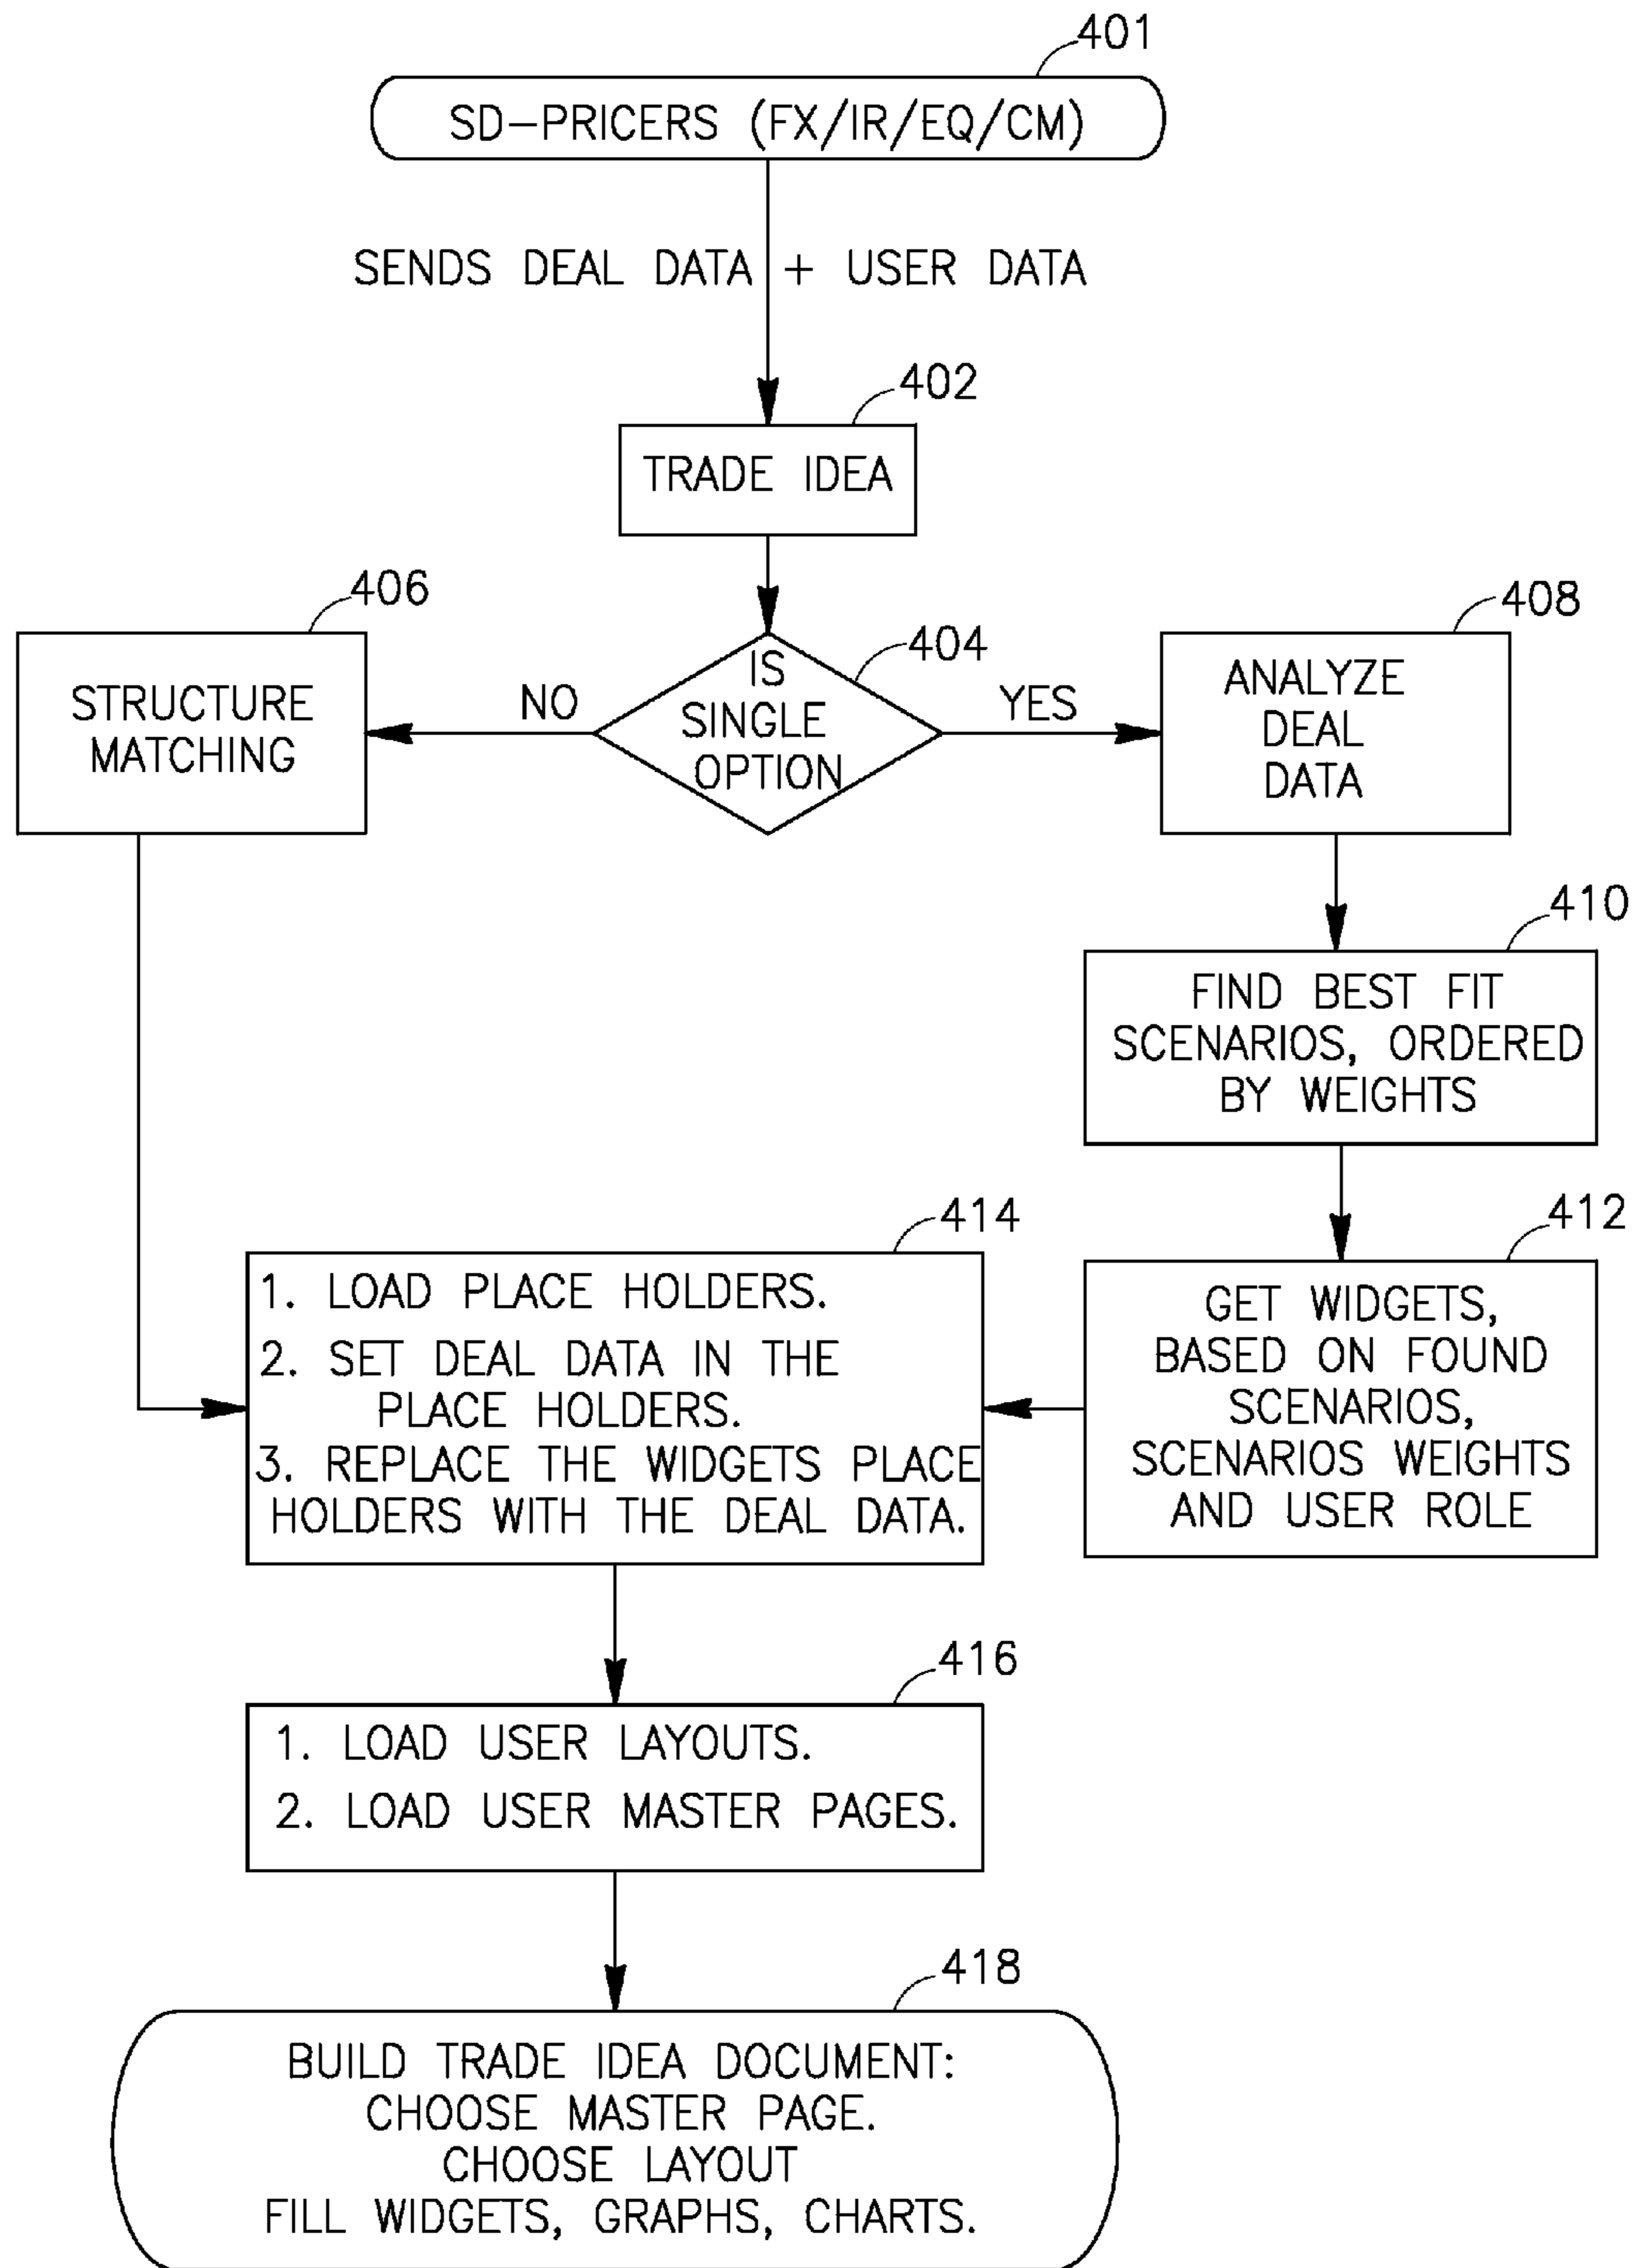 401
SD-PRICERS (FX/IR/EQ/CM)
SENDS DEAL DATA + USER DATA
402
TRADE IDEA
406
STRUCTURE
MATCHING
NO
404
IS
SINGLE
OPTION
YES
408
ANALYZE
DEAL
DATA
410
FIND BEST FIT
SCENARIOS, ORDERED
BY WEIGHTS
412
GET WIDGETS,
BASED ON FOUND
SCENARIOS,
SCENARIOS WEIGHTS
AND USER ROLE
414
1. LOAD PLACE HOLDERS.
2. SET DEAL DATA IN THE
PLACE HOLDERS.
3. REPLACE THE WIDGETS PLACE
HOLDERS WITH THE DEAL DATA.
416
1. LOAD USER LAYOUTS.
2. LOAD USER MASTER PAGES.
418
BUILD TRADE IDEA DOCUMENT:
CHOOSE MASTER PAGE.
CHOOSE LAYOUT
FILL WIDGETS, GRAPHS, CHARTS.